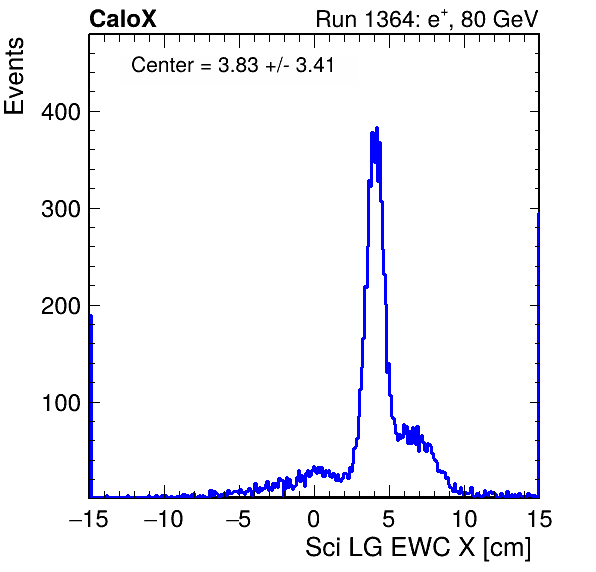 CaloX
Run 1364: e+, 80 GeV
Center = 3.83 +/- 3.41
Events
400
300
200
100
−15
−10
−5
0
5
10
15
Sci LG EWC X [cm]